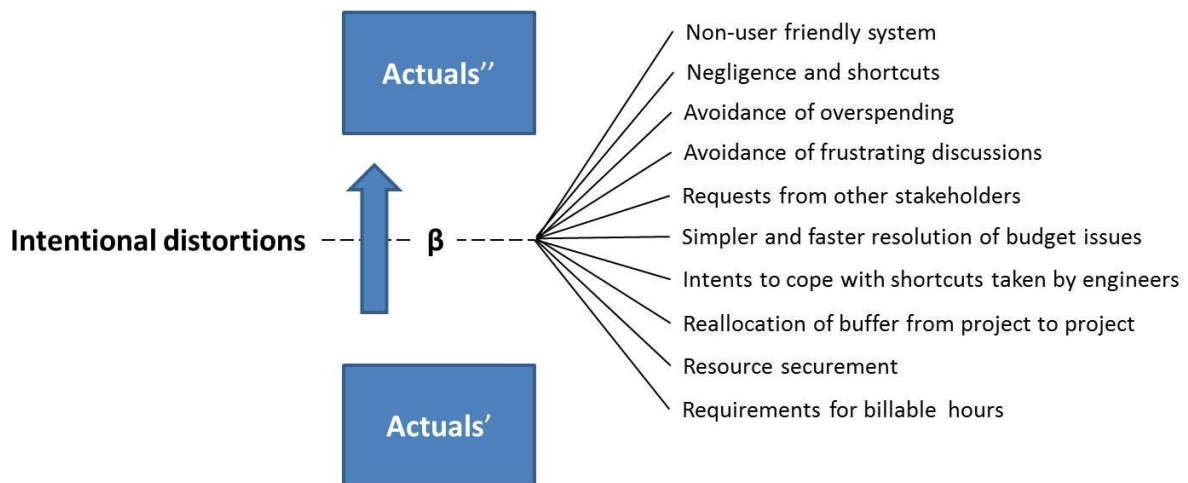 Actuals′′
Non-user friendly system
Negligence and shortcuts
Avoidance of overspending
Avoidance of frustrating discussions
Requests from other stakeholders
Intentional distortions
β
Simpler and faster resolution of budget issues
Intents to cope with shortcuts taken by engineers
Reallocation of buffer from project to project
Resource securement
Requirements for billable hours
Actuals′